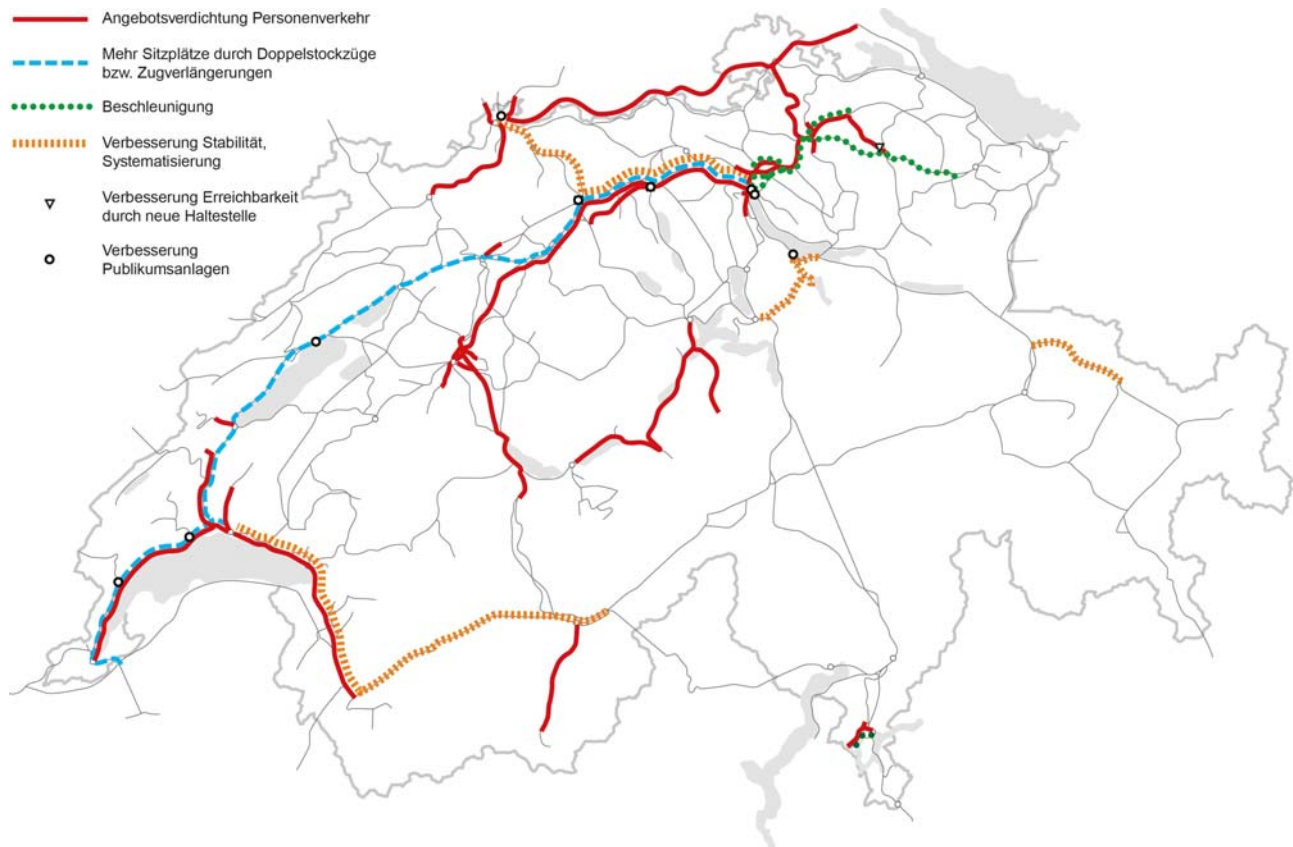 Angebotsverdichtung Personenverkehr
Mehr Sitzplätze durch Doppelstockzüge
bzw. Zugverlängerungen
Beschleunigung
Verbesserung Stabilität,
Systematisierung
Verbesserung Erreichbarkeit
durch neue Haltestelle
Verbesserung
Publikumsanlagen